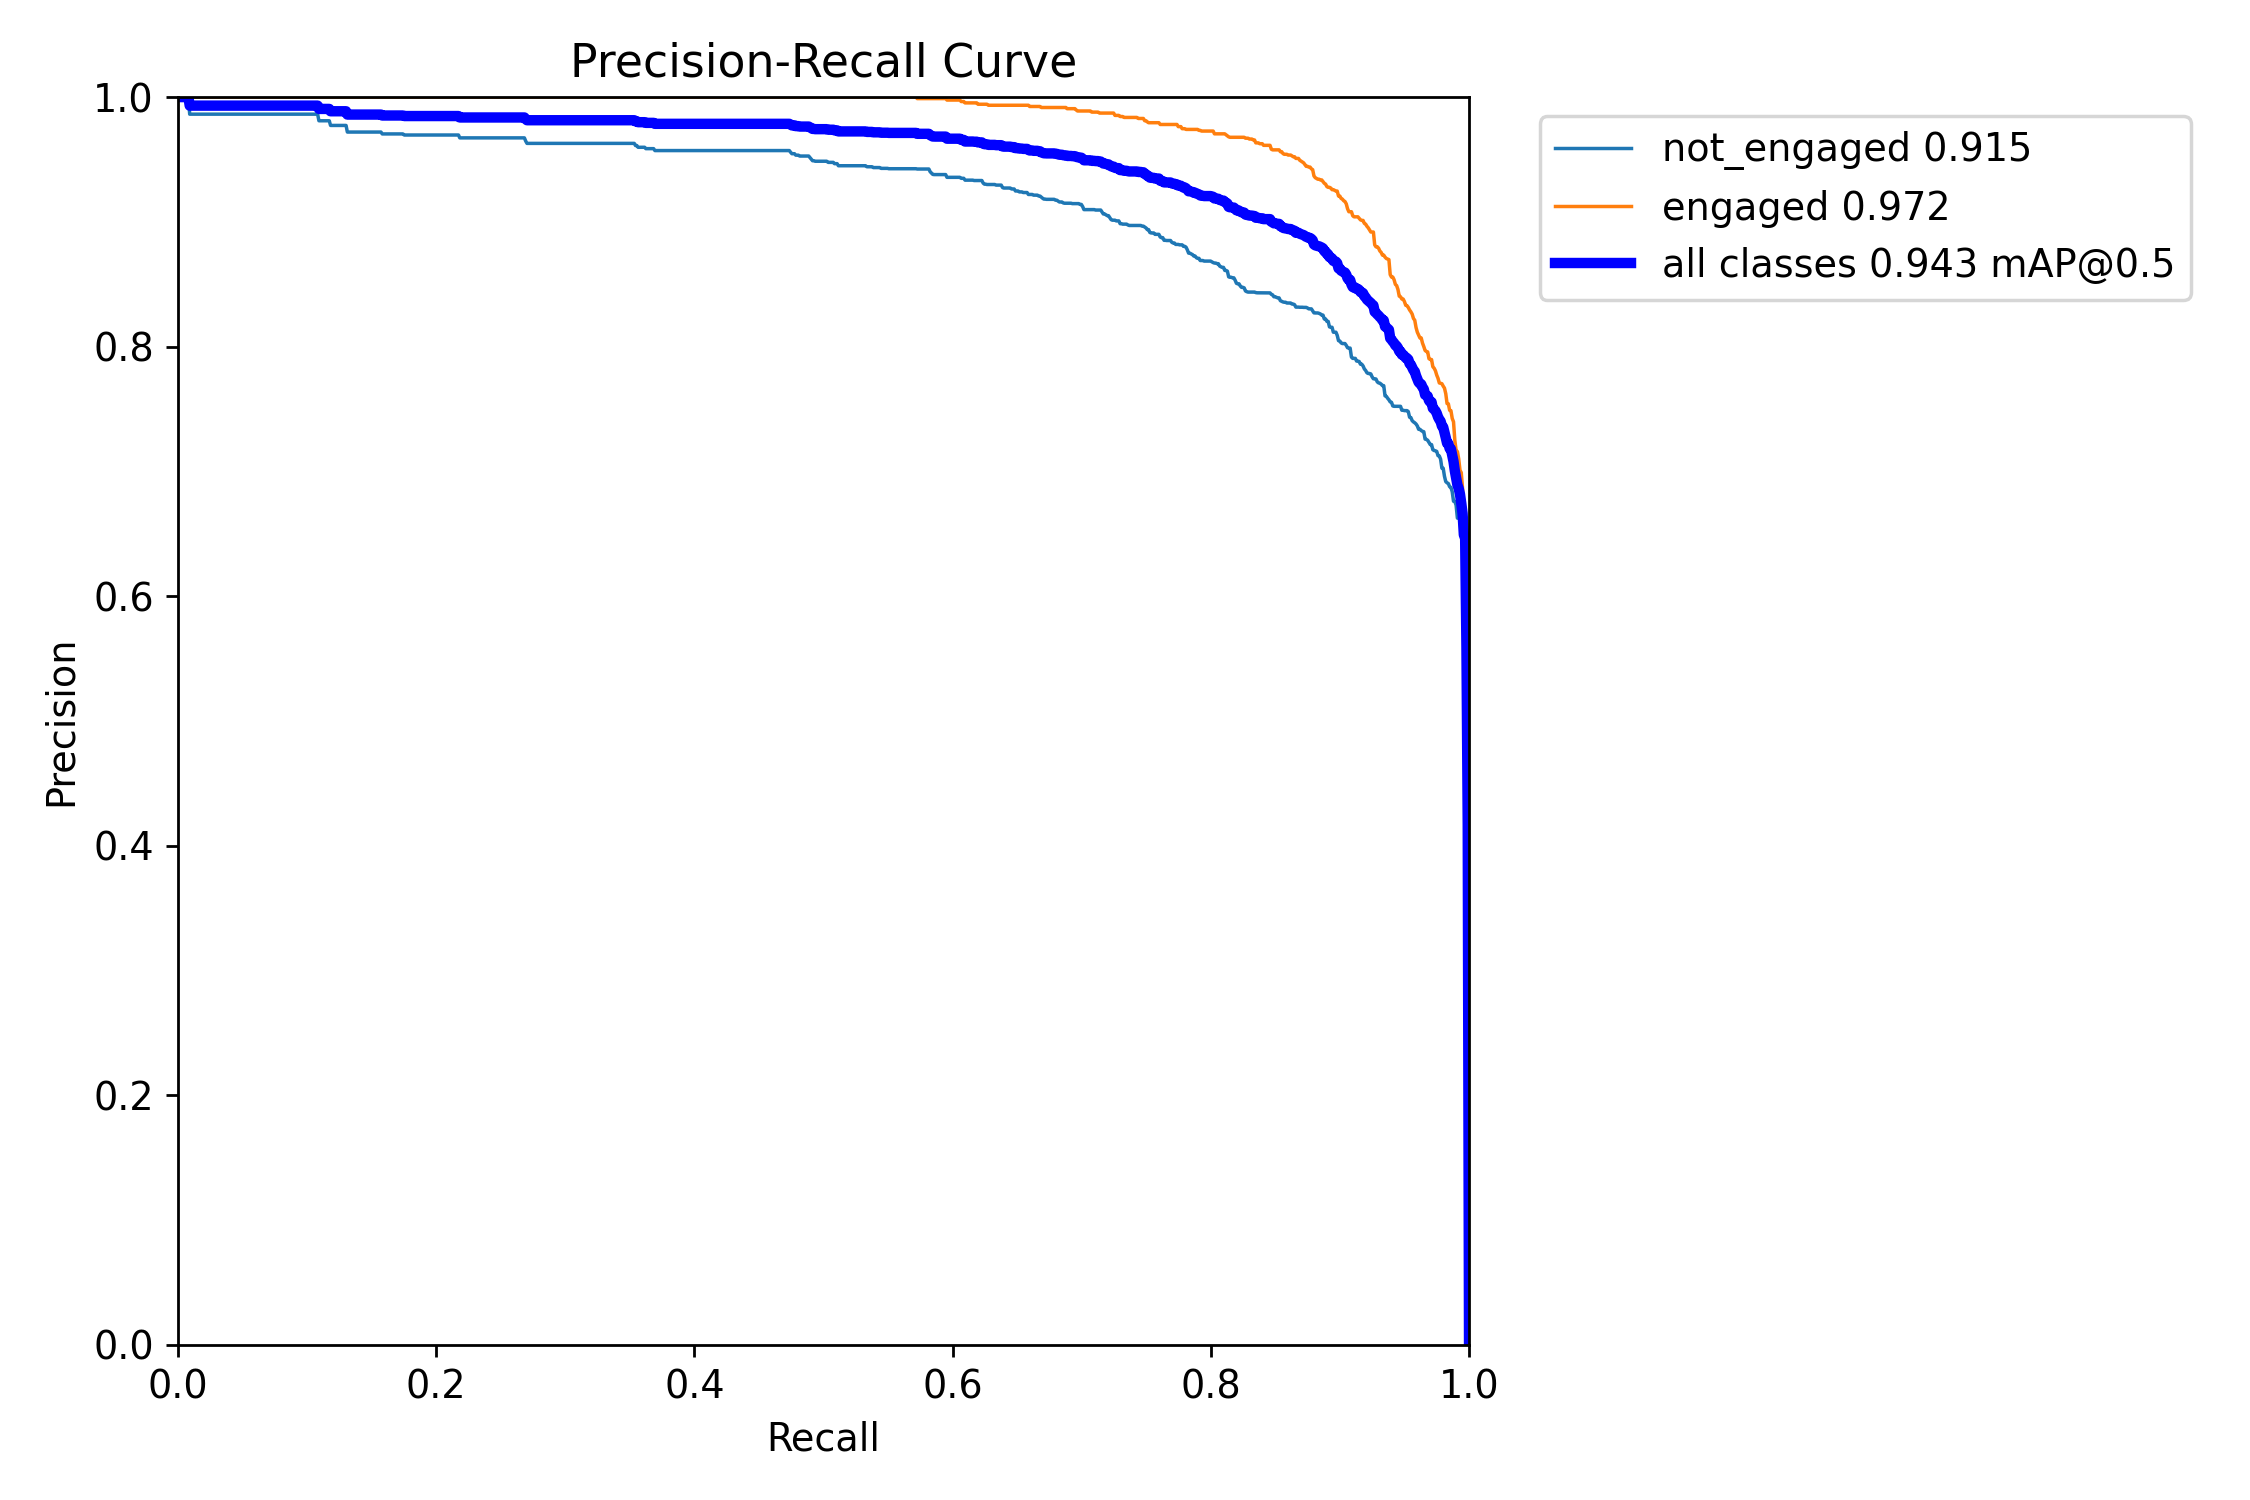 Precision-Recall Curve
1.0
0.8
0.6
0.4
0.2
0.0
Precision
0.0 0.2 0.4 0.6 0.8 1.0
Recall
not_engaged 0.915
engaged 0.972
all classes 0.943 mAP@0.5